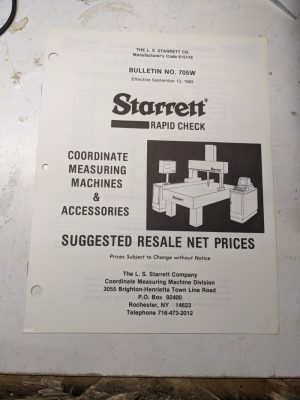 THE L. S. STARRETT CO.
Manufacturer's Code 515176
BULLETIN NO. 705W
Effective September 12, 1983
Starrett®
RAPID CHECK
COORDINATE
MEASURING
MACHINES
&
ACCESSORIES
SUGGESTED RESALE NET PRICES
Prices Subject to Change without Notice
The L. S. Starrett Company
Coordinate Measuring Machine Division
3055 Brighton-Henrietta Town Line Road
P.O. Box 92400
Rochester, NY 14623
Telephone 716-473-2012